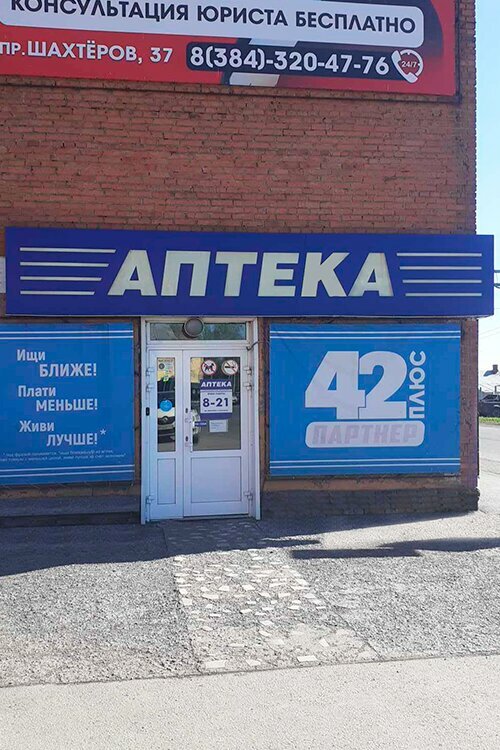 КОНСУЛЬТАЦИЯ ЮРИСТА БЕСПЛАТНО
ПР. ШАХТЁРОВ, 37 8(384)-320-47-76 24/7
АПТЕКА
Ищи
БЛИЖЕ!
Плати
МЕНЬШЕ!
Живи
ЛУЧШЕ!*
АПТЕКА
8-21
42
ПЛЮС
ПАРТНЕР